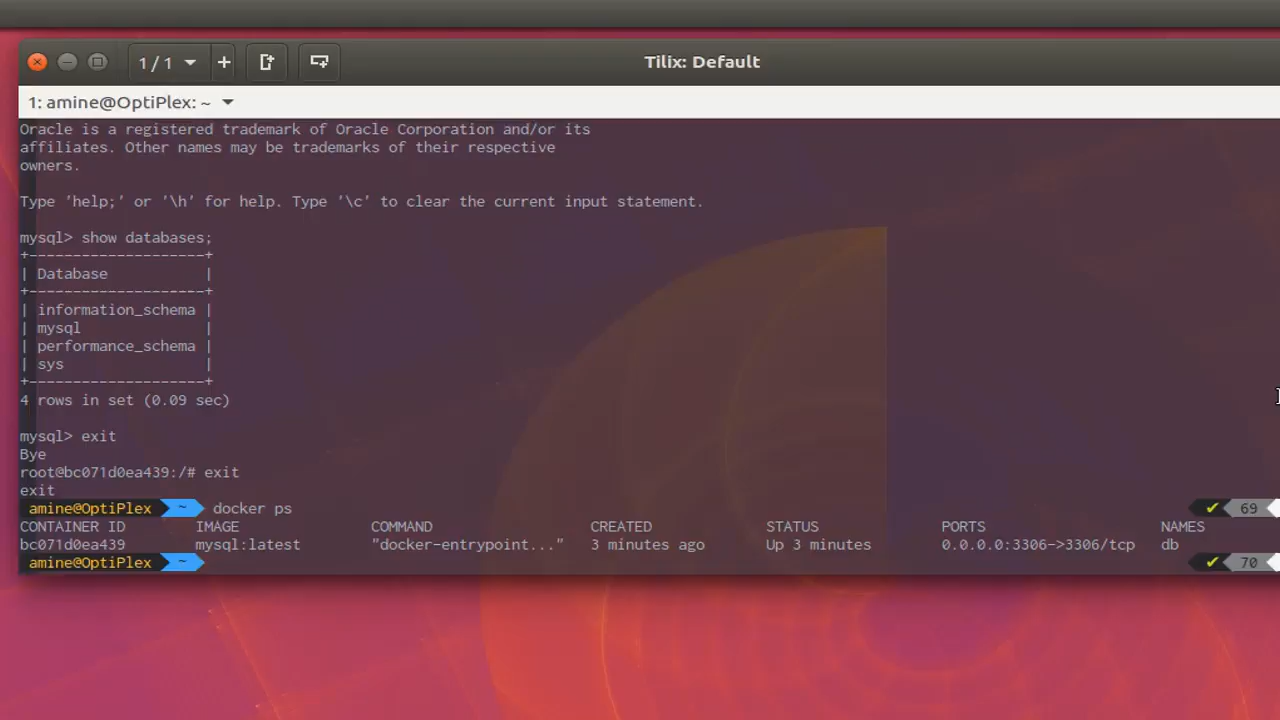 1 / 1
Tilix: Default
1: amine@OptiPlex: ~
Oracle is a registered trademark of Oracle Corporation and/or its
affiliates. Other names may be trademarks of their respective
owners.
Type 'help;' or '\h' for help. Type '\c' to clear the current input statement.
mysql> show databases;
+--------------------+
| Database           |
+--------------------+
| information_schema |
| mysql              |
| performance_schema |
| sys                |
+--------------------+
4 rows in set (0.09 sec)
mysql> exit
Bye
root@bc071d0ea439:/# exit
exit
amine@OptiPlex ~ docker ps ✔ 69
CONTAINER ID IMAGE COMMAND CREATED STATUS PORTS NAMES
bc071d0ea439 mysql:latest "docker-entrypoint..." 3 minutes ago Up 3 minutes 0.0.0.0:3306->3306/tcp db
amine@OptiPlex ~ ✔ 70